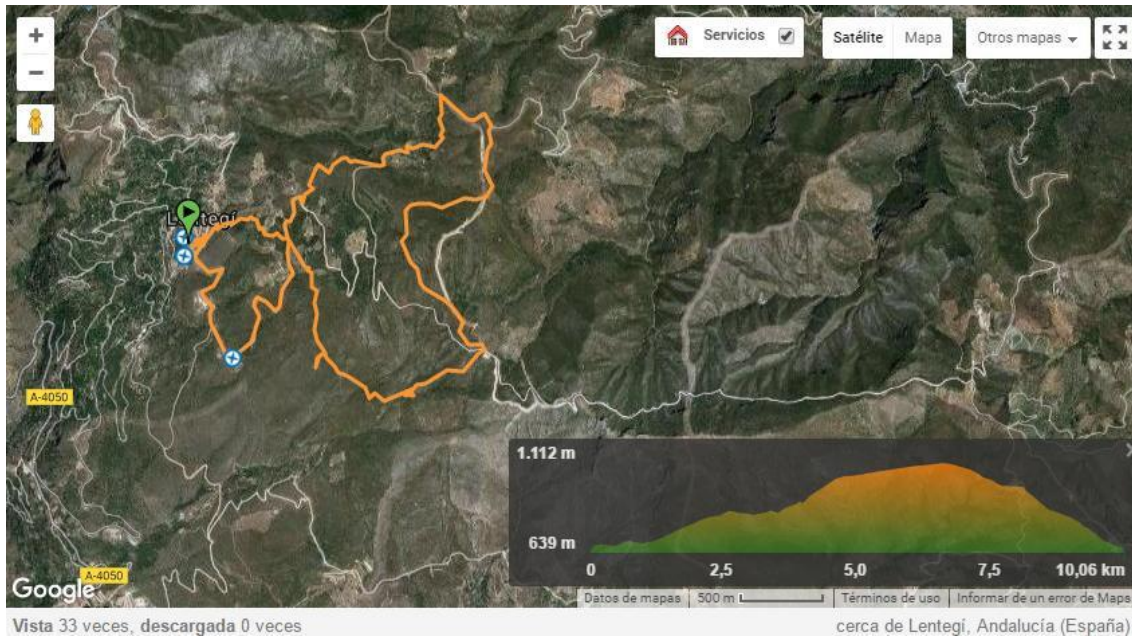 +
−
Servicios
Satélite Mapa
Otros mapas
Lentegí
A-4050
1.112 m
639 m
0 2,5 5,0 7,5 10,06 km
A-4050
Google
Datos de mapas 500 m Términos de uso Informar de un error de Maps
Vista 33 veces, descargada 0 veces
cerca de Lentegí, Andalucía (España)